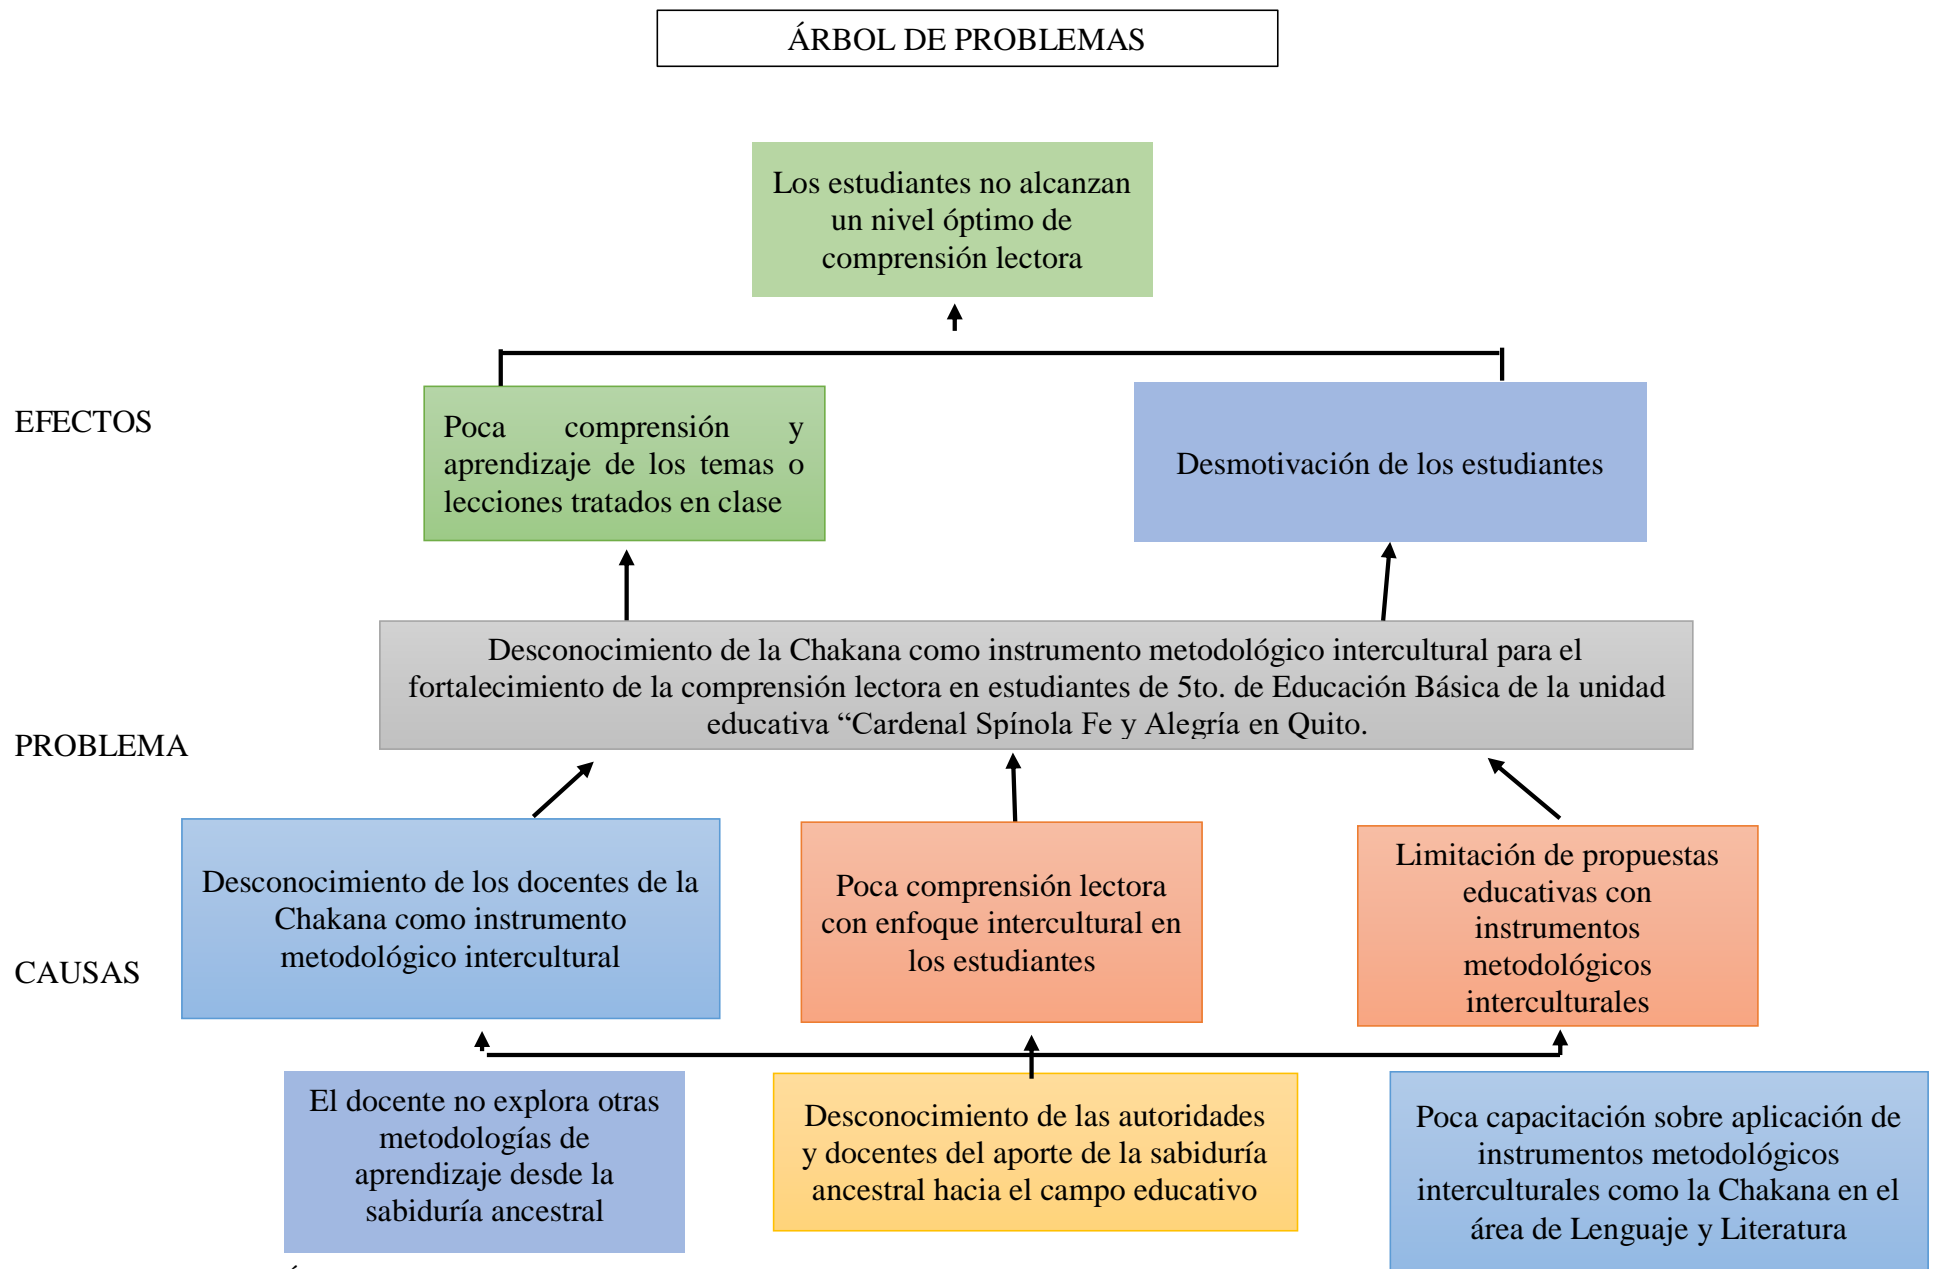 ÁRBOL DE PROBLEMAS
Los estudiantes no alcanzan
un nivel óptimo de
comprensión lectora
EFECTOS
Poca comprensión y
aprendizaje de los temas o
lecciones tratados en clase
Desmotivación de los estudiantes
Desconocimiento de la Chakana como instrumento metodológico intercultural para el
fortalecimiento de la comprensión lectora en estudiantes de 5to. de Educación Básica de la unidad
educativa “Cardenal Spínola Fe y Alegría en Quito.
PROBLEMA
Desconocimiento de los docentes de la
Chakana como instrumento
metodológico intercultural
Poca comprensión lectora
con enfoque intercultural en
los estudiantes
Limitación de propuestas
educativas con
instrumentos
metodológicos
interculturales
CAUSAS
El docente no explora otras
metodologías de
aprendizaje desde la
sabiduría ancestral
Desconocimiento de las autoridades
y docentes del aporte de la sabiduría
ancestral hacia el campo educativo
Poca capacitación sobre aplicación de
instrumentos metodológicos
interculturales como la Chakana en el
área de Lenguaje y Literatura